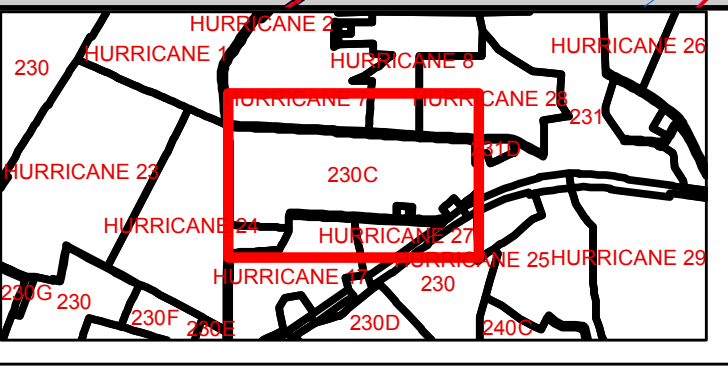 HURRICANE 2
HURRICANE 1
HURRICANE 26
230
HURRICANE 8
HURRICANE 7
HURRICANE 28
231
231D
HURRICANE 23
230C
HURRICANE 24
HURRICANE 27
HURRICANE 25
HURRICANE 29
HURRICANE 17
230
230G
230
230F
230E
230D
240C